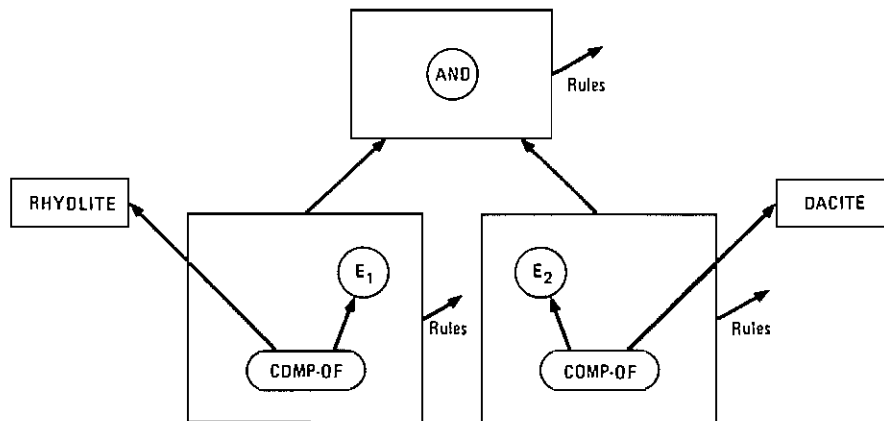 AND
Rules
RHYOLITE
DACITE
E1
E2
Rules
Rules
COMP-OF
COMP-OF